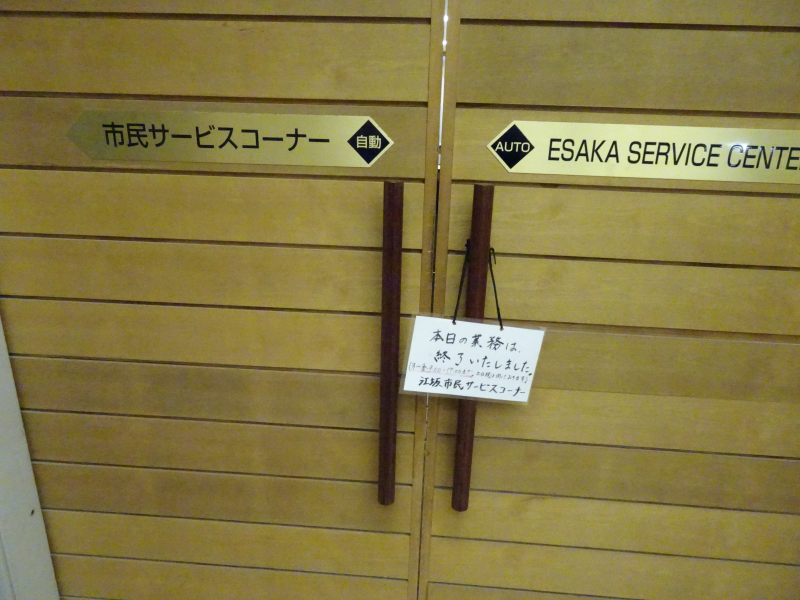 市民サービスコーナー 自動
AUTO ESAKA SERVICE CENTE
本日の業務は、
終了いたしました。
江坂市民サービスコーナー